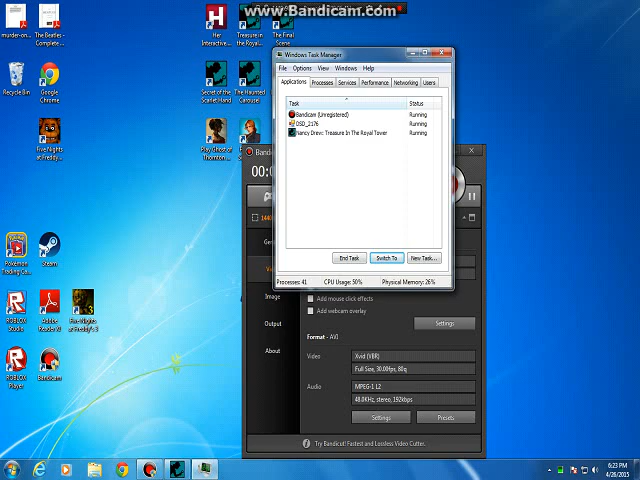 www.Bandicam.com
murder-on...
The Beatles - Complete ...
Her Interactive...
Treasure in the Royal...
The Final Scene
Recycle Bin
Google Chrome
Secret of the Scarlet Hand
The Haunted Carousel
Five Nights at Freddy...
Play Ghost of Thornton...
Pokemon Trading Ca...
Steam
ROBLOX Studio
Adobe Reader XI
Five Nights at Freddy's 3
ROBLOX Player
Bandicam
Windows Task Manager
File Options View Windows Help
Applications Processes Services Performance Networking Users
Task Status
Bandicam (Unregistered) Running
DSD_2176 Running
Nancy Drew: Treasure In The Royal Tower Running
End Task Switch To New Task...
Processes: 41 CPU Usage: 50% Physical Memory: 26%
Image
Output
About
Add mouse click effects
Add webcam overlay
Settings
Format - AVI
Video Xvid (VBR)
Full Size, 30.00fps, 80q
Audio MPEG-1 L2
48.0KHz, stereo, 192kbps
Settings Presets
Try Bandicut! Fastest and Lossless Video Cutter.
6:23 PM
4/26/2015